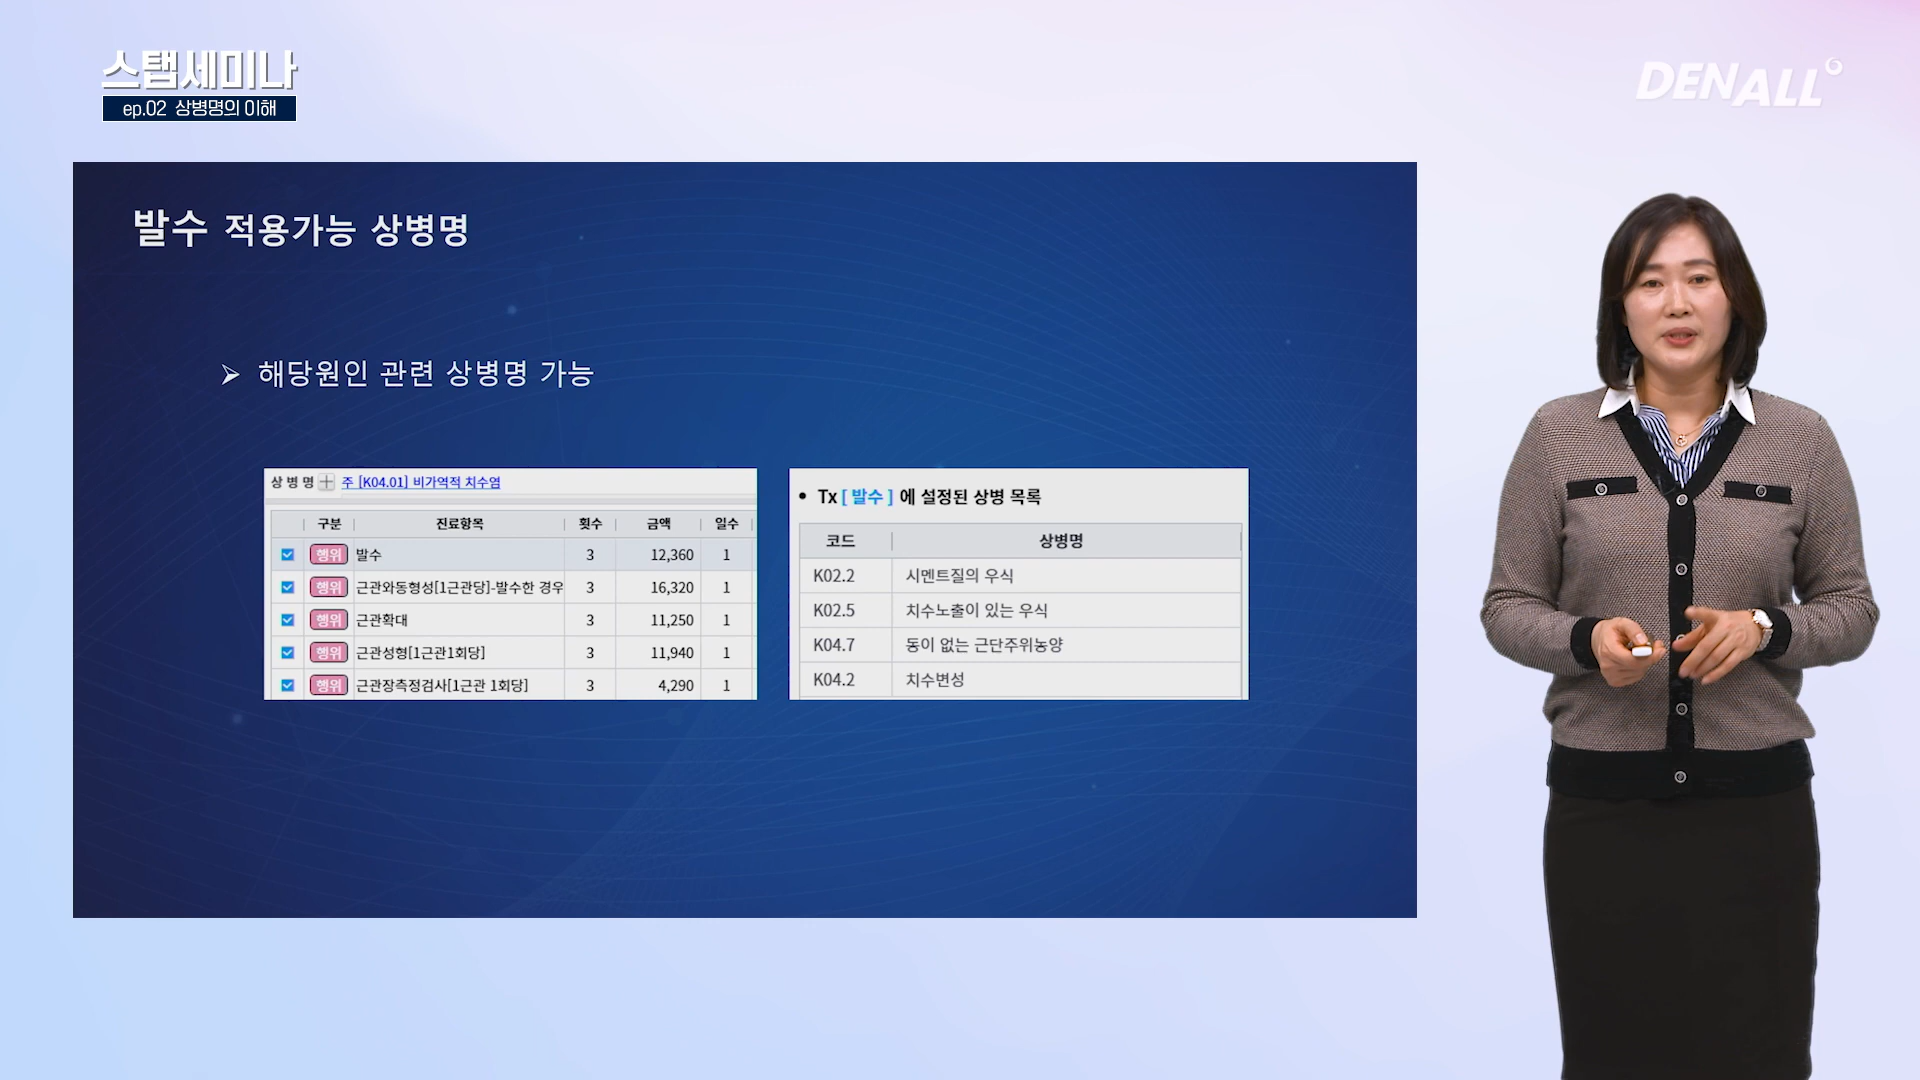 스탭세미나
ep.02 상병명의 이해
DENALL
발수 적용가능 상병명
➢ 해당원인 관련 상병명 가능
상병명 + 주 [K04.01] 비가역적 치수염
구분 진료항목 횟수 금액 일수
행위 발수 3 12,360 1
행위 근관와동형성[1근관당]-발수한 경우 3 16,320 1
행위 근관확대 3 11,250 1
행위 근관성형[1근관1회당] 3 11,940 1
행위 근관장측정검사[1근관 1회당] 3 4,290 1
• Tx [ 발수 ] 에 설정된 상병 목록
코드 상병명
K02.2 시멘트질의 우식
K02.5 치수노출이 있는 우식
K04.7 동이 없는 근단주위농양
K04.2 치수변성